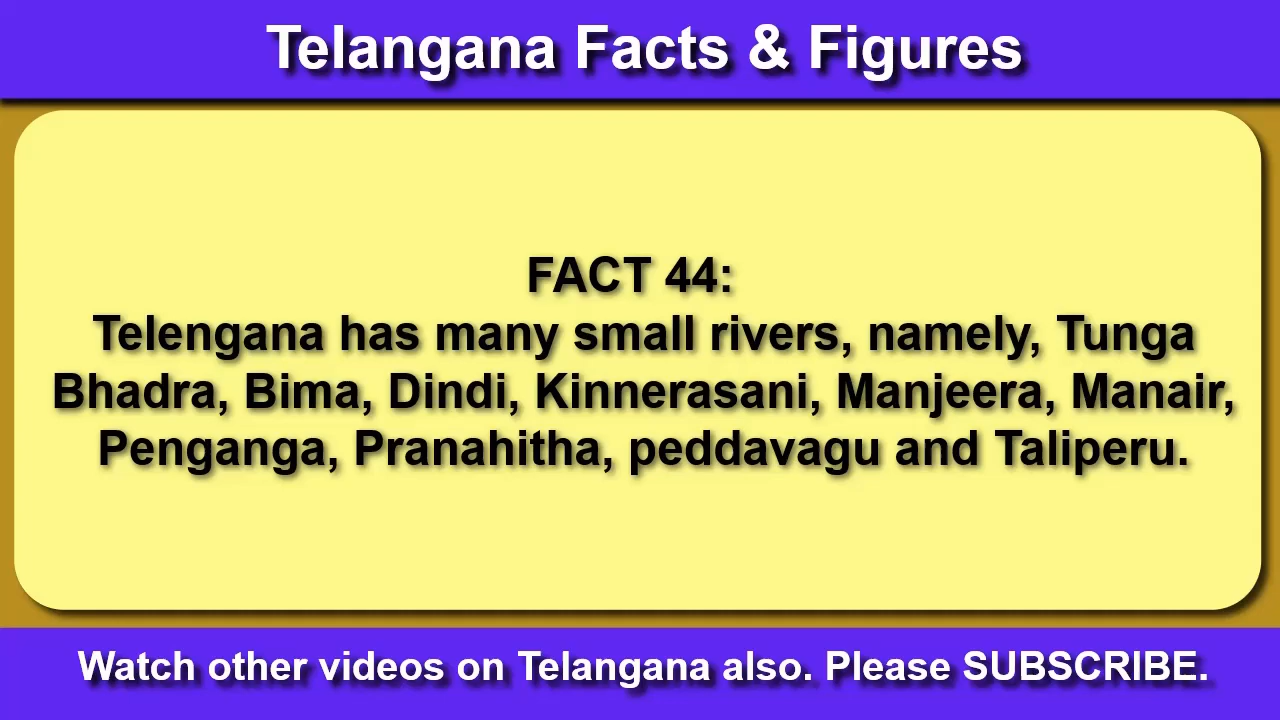 Telangana Facts & Figures
FACT 44:
Telengana has many small rivers, namely, Tunga
Bhadra, Bima, Dindi, Kinnerasani, Manjeera, Manair,
Penganga, Pranahitha, peddavagu and Taliperu.
Watch other videos on Telangana also. Please SUBSCRIBE.